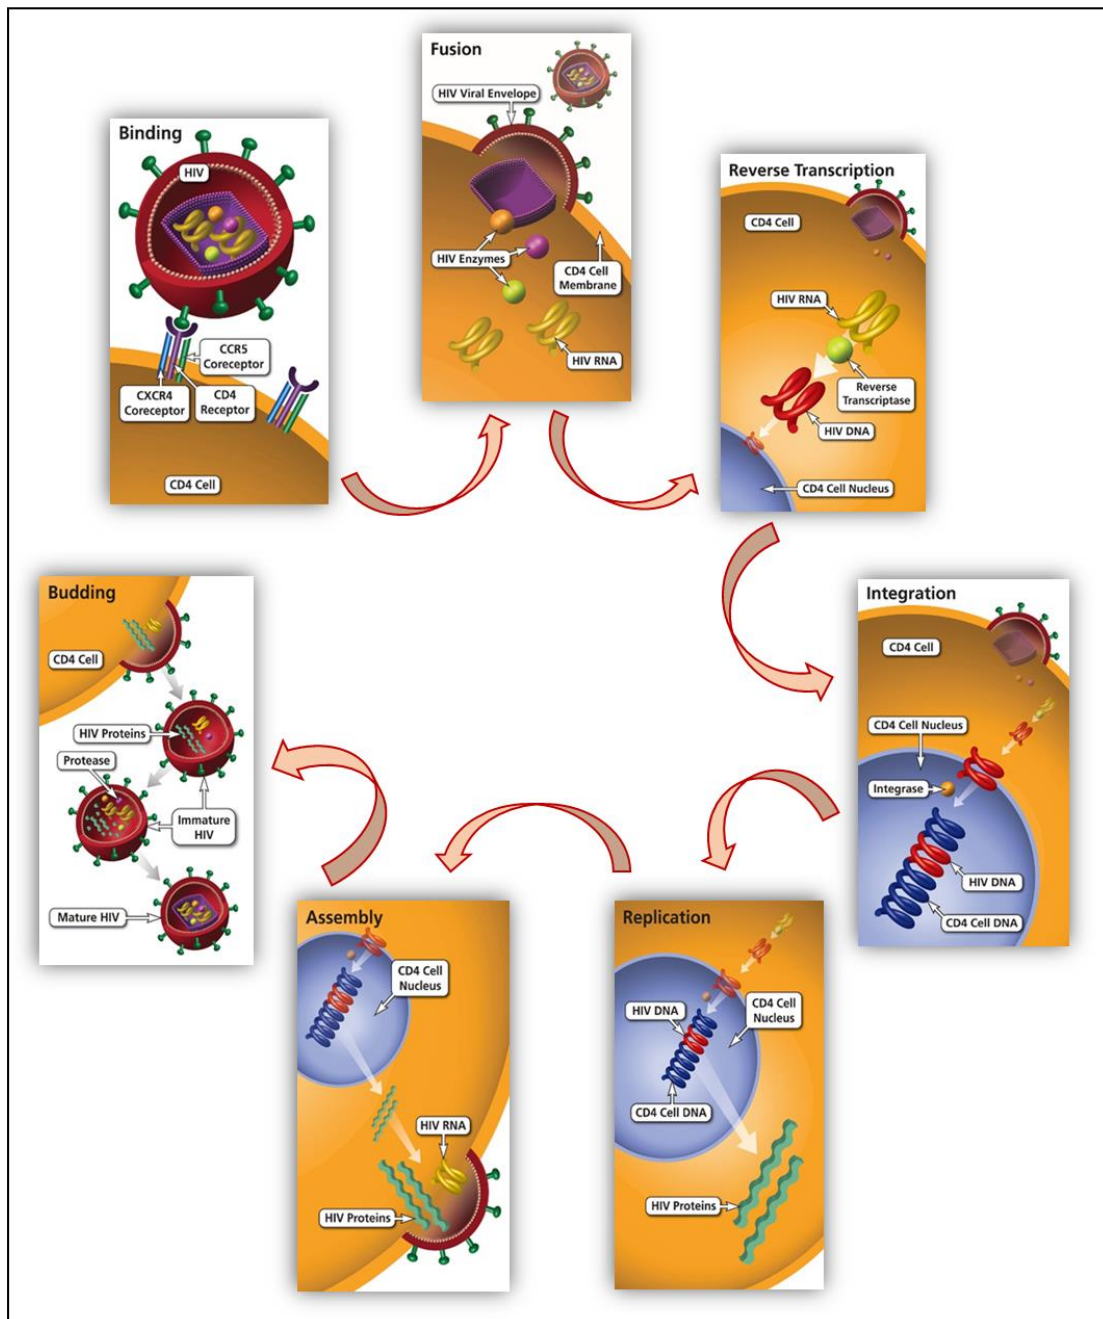 Binding
HIV
CCR5
Coreceptor
CXCR4
Coreceptor
CD4
Receptor
CD4 Cell
Fusion
HIV Viral Envelope
HIV Enzymes
CD4 Cell
Membrane
HIV RNA
Reverse Transcription
CD4 Cell
HIV RNA
Reverse
Transcriptase
HIV DNA
CD4 Cell Nucleus
Integration
CD4 Cell
CD4 Cell Nucleus
Integrase
HIV DNA
CD4 Cell DNA
Replication
HIV DNA
CD4 Cell
Nucleus
CD4 Cell DNA
HIV Proteins
Assembly
CD4 Cell
Nucleus
HIV RNA
HIV Proteins
Budding
CD4 Cell
HIV Proteins
Protease
Immature
HIV
Mature HIV